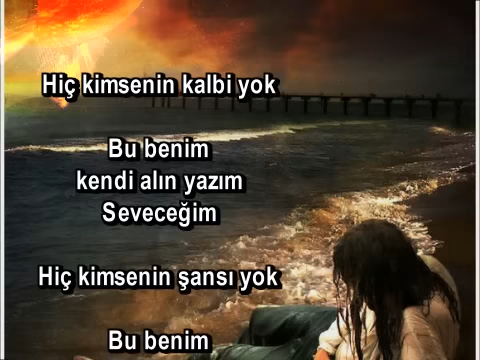 Hiç kimsenin kalbi yok
Bu benim
kendi alın yazım
Seveceğim
Hiç kimsenin şansı yok
Bu benim